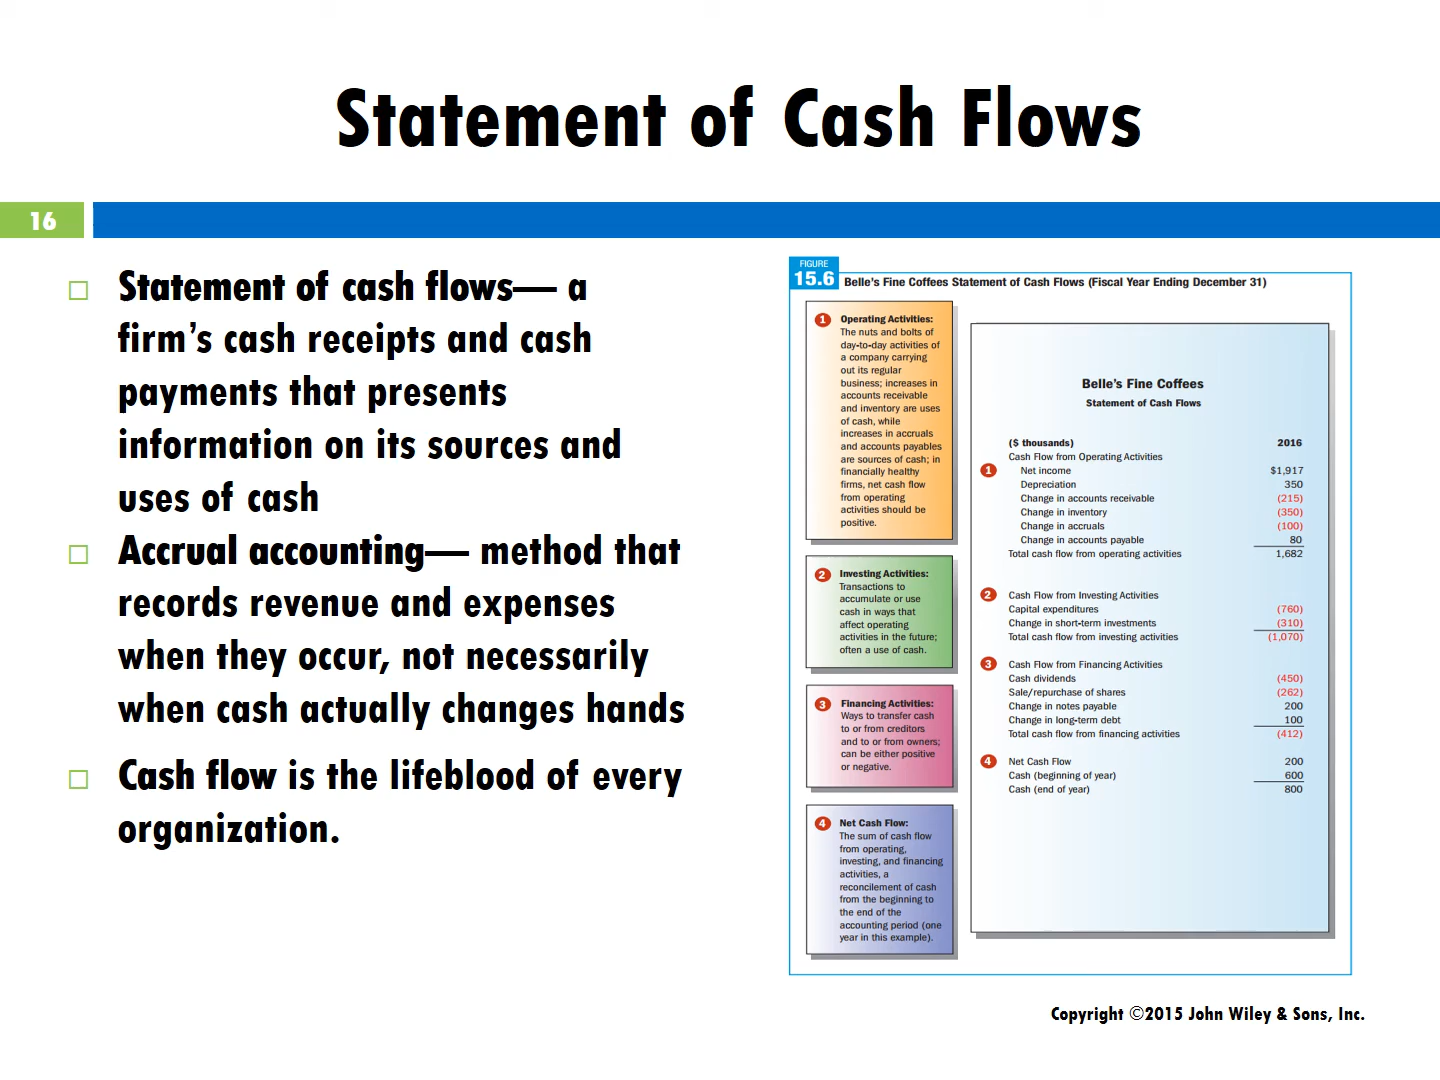 Statement of Cash Flows
16
Statement of cash flows— a
firm’s cash receipts and cash
payments that presents
information on its sources and
uses of cash
Accrual accounting— method that
records revenue and expenses
when they occur, not necessarily
when cash actually changes hands
Cash flow is the lifeblood of every
organization.
FIGURE
15.6 Belle’s Fine Coffees Statement of Cash Flows (Fiscal Year Ending December 31)
1 Operating Activities:
The nuts and bolts of
day-to-day activities of
a company carrying
out its regular
business; increases in
accounts receivable
and inventory are uses
of cash, while
increases in accruals
and accounts payables
are sources of cash; in
financially healthy
firms, net cash flow
from operating
activities should be
positive.
2 Investing Activities:
Transactions to
accumulate or use
cash in ways that
affect operating
activities in the future;
often a use of cash.
3 Financing Activities:
Ways to transfer cash
to or from creditors
and to or from owners;
can be either positive
or negative.
4 Net Cash Flow:
The sum of cash flow
from operating,
investing, and financing
activities, a
reconcilement of cash
from the beginning to
the end of the
accounting period (one
year in this example).
Belle’s Fine Coffees
Statement of Cash Flows
($ thousands) 2016
Cash Flow from Operating Activities
1 Net income $1,917
Depreciation 350
Change in accounts receivable (215)
Change in inventory (350)
Change in accruals (100)
Change in accounts payable 80
Total cash flow from operating activities 1,682
2 Cash Flow from Investing Activities
Capital expenditures (760)
Change in short-term investments (310)
Total cash flow from investing activities (1,070)
3 Cash Flow from Financing Activities
Cash dividends (450)
Sale/repurchase of shares (262)
Change in notes payable 200
Change in long-term debt 100
Total cash flow from financing activities (412)
4 Net Cash Flow 200
Cash (beginning of year) 600
Cash (end of year) 800
Copyright ©2015 John Wiley & Sons, Inc.